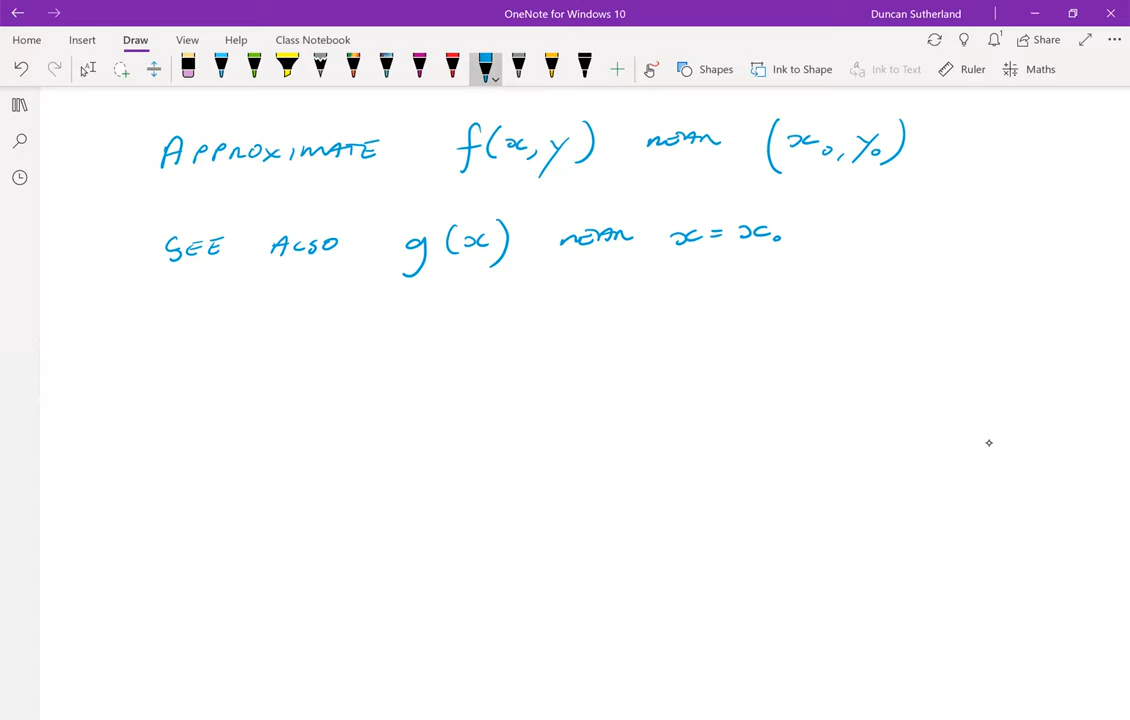 OneNote for Windows 10
Duncan Sutherland
Home Insert Draw View Help Class Notebook
Share
Shapes Ink to Shape Ink to Text Ruler Maths
APPROXIMATE f(x, y) NEAR (x₀, y₀)
SEE ALSO g(x) NEAR x = x₀